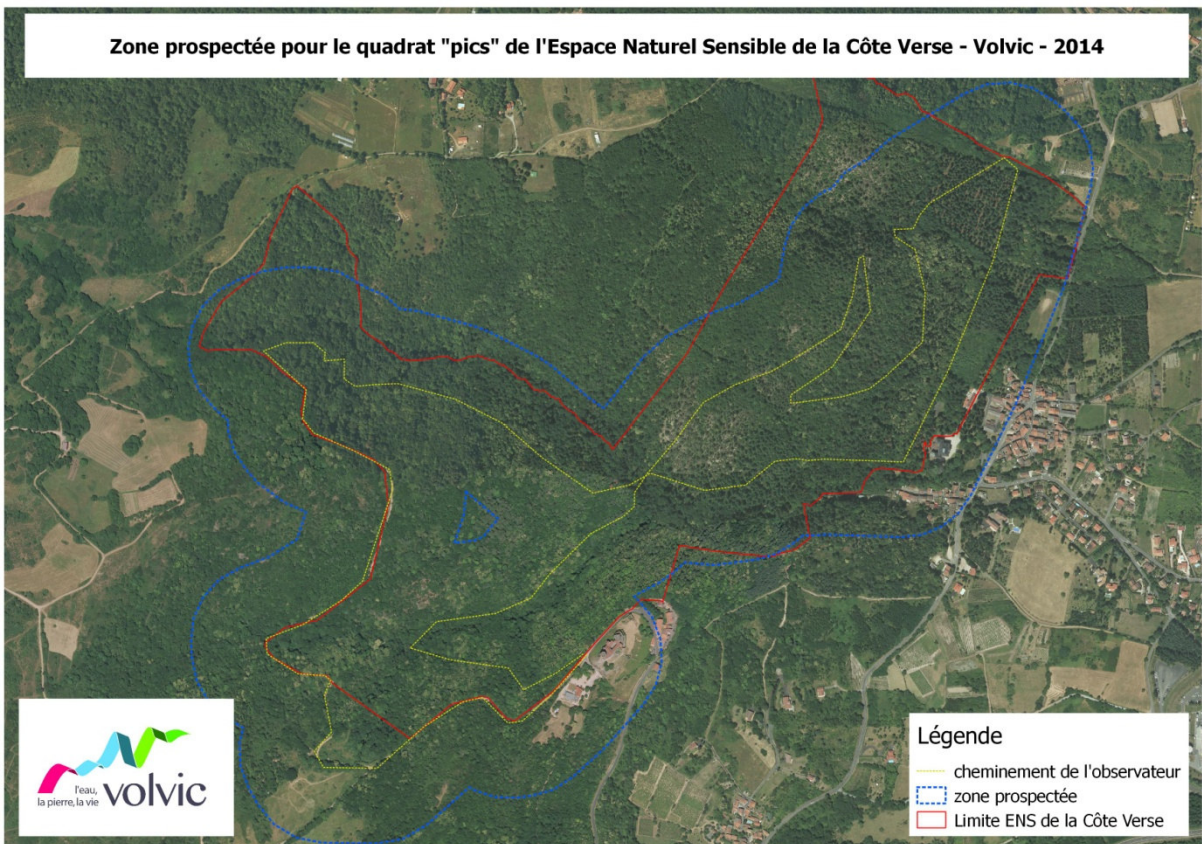 Zone prospectée pour le quadrat "pics" de l'Espace Naturel Sensible de la Côte Verse - Volvic - 2014
l'eau,
la pierre, la vie
volvic
Légende
cheminement de l'observateur
zone prospectée
Limite ENS de la Côte Verse